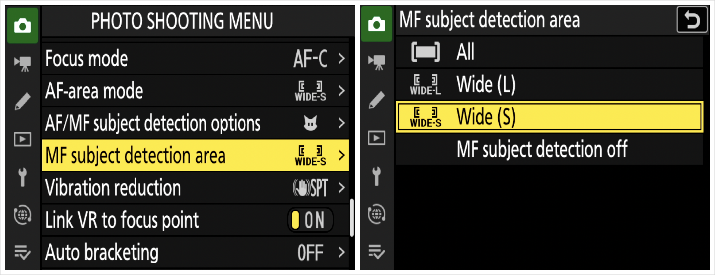 PHOTO SHOOTING MENU
Focus mode AF-C >
AF-area mode WIDE-S >
AF/MF subject detection options >
MF subject detection area WIDE-S >
Vibration reduction SPT >
Link VR to focus point ON
Auto bracketing OFF >
MF subject detection area
All
WIDE-L Wide (L)
WIDE-S Wide (S)
MF subject detection off